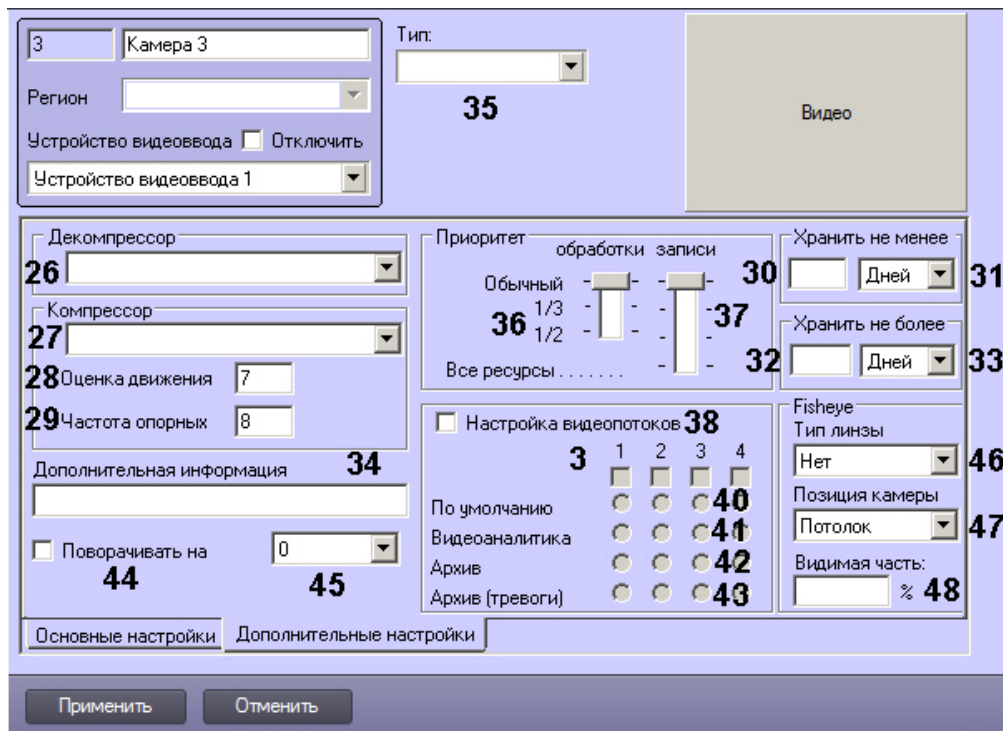 3 Камера 3
Тип:
35
Регион
Устройство видеоввода Отключить
Устройство видеоввода 1
Видео
Декомпрессор
26
Компрессор
27
28 Оценка движения 7
29 Частота опорных 8
34
Дополнительная информация
Поворачивать на 0
44 45
Приоритет
обработки записи
Обычный
1/3
36
1/2
37
Все ресурсы . . . . . . .
Хранить не менее
30 Дней 31
Хранить не более
32 Дней 33
Настройка видеопотоков 38
3 1 2 3 4
По умолчанию 40
Видеоаналитика 41
Архив 42
Архив (тревоги) 43
Fisheye
Тип линзы
Нет 46
Позиция камеры
Потолок 47
Видимая часть:
% 48
Основные настройки Дополнительные настройки
Применить Отменить